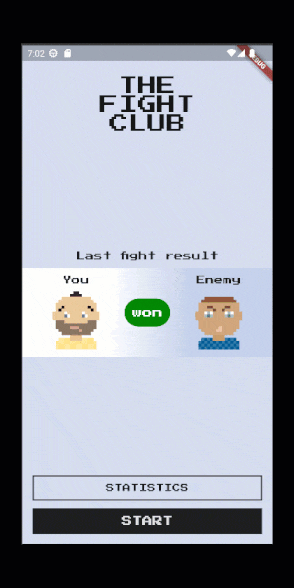 7:02
DEBUG
THE
FIGHT
CLUB
Last fight result
You
Enemy
won
STATISTICS
START